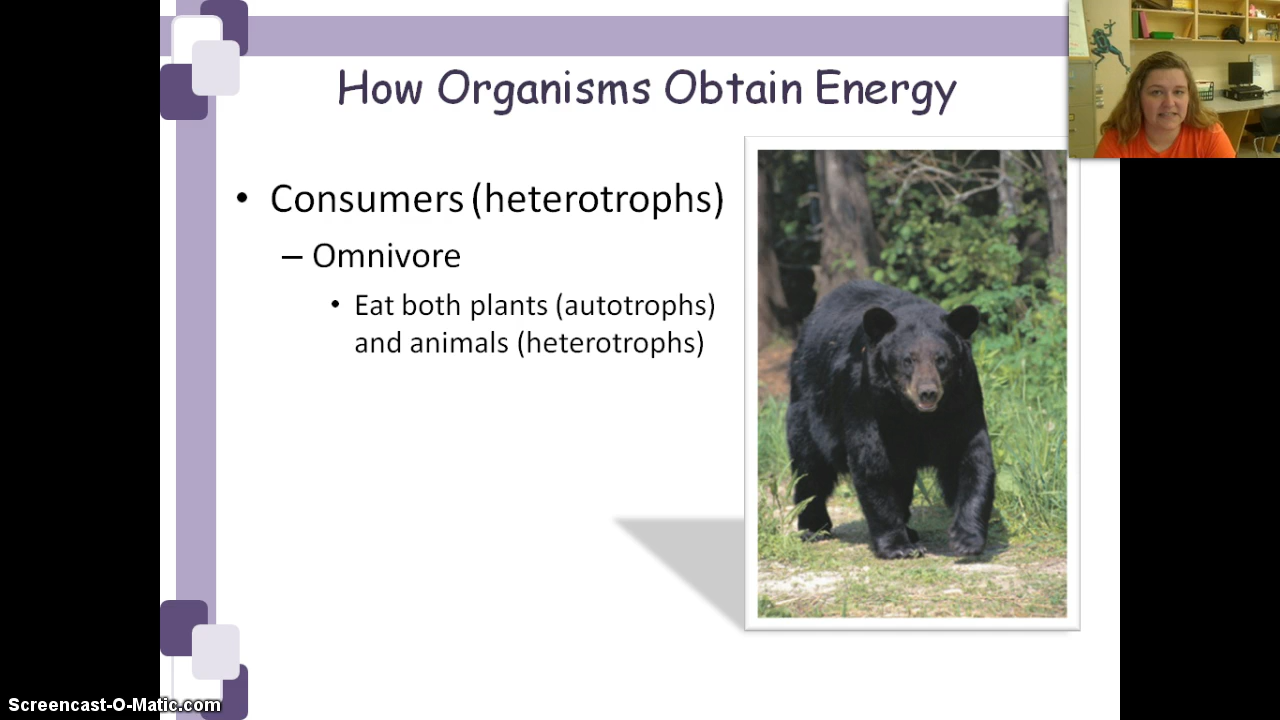 How Organisms Obtain Energy
• Consumers (heterotrophs)
– Omnivore
• Eat both plants (autotrophs)
and animals (heterotrophs)
Screencast-O-Matic.com